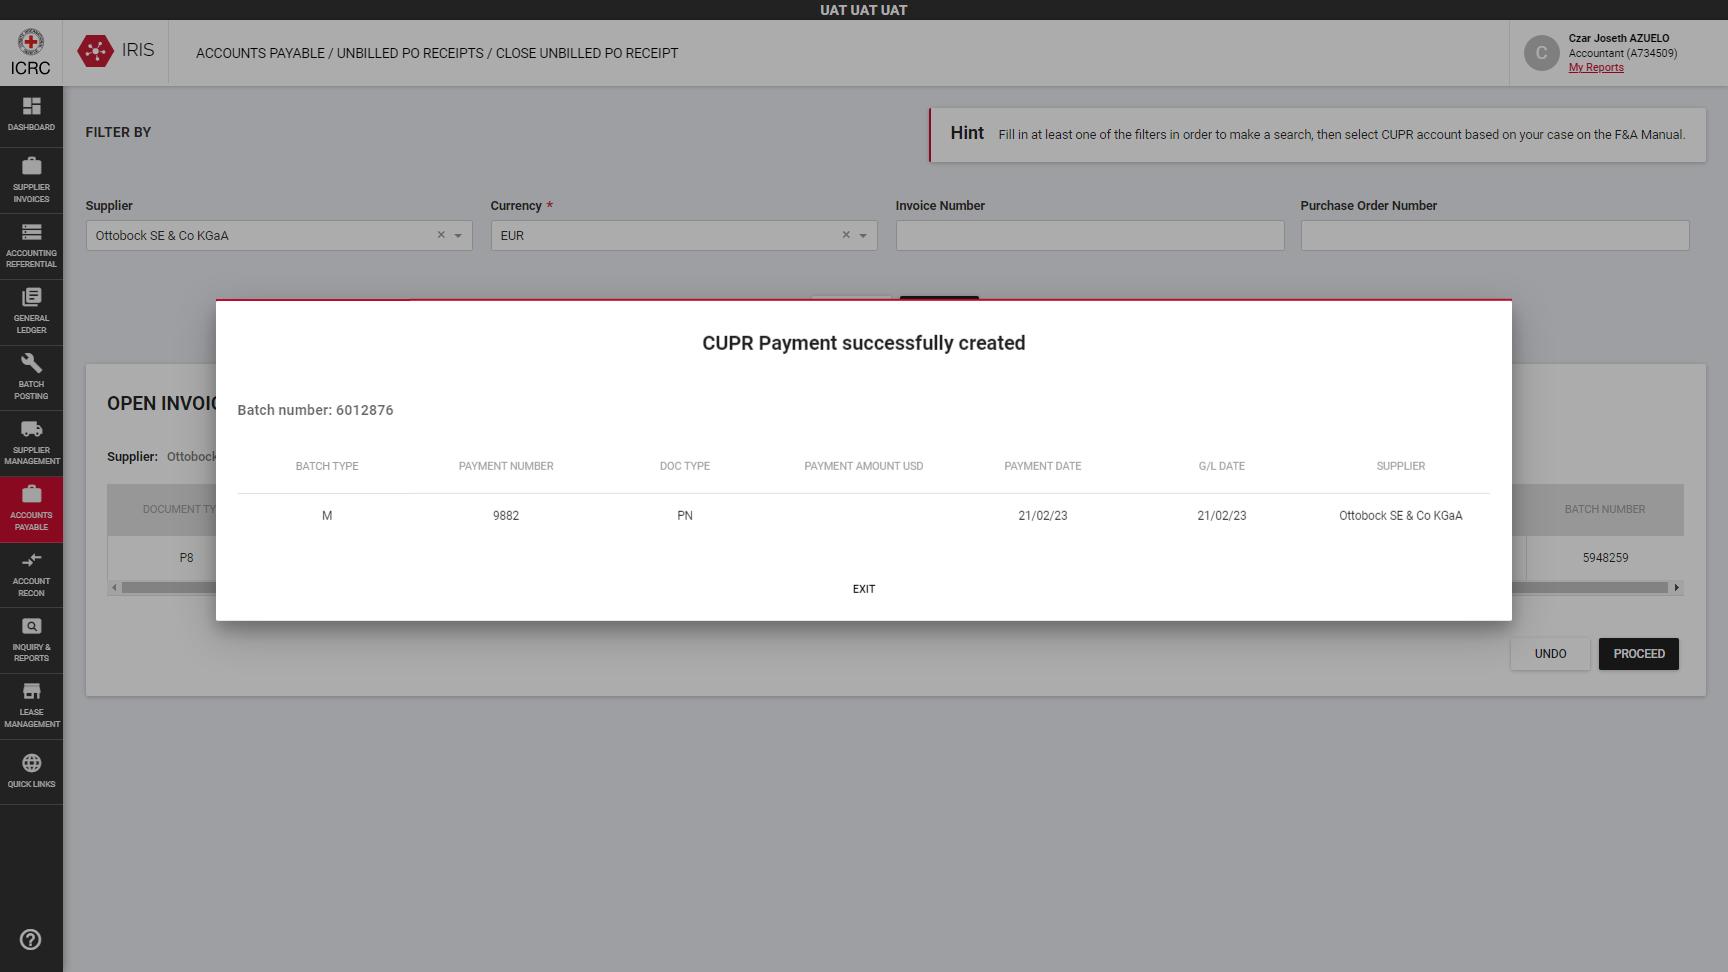 UAT UAT UAT
ICRC
IRIS
ACCOUNTS PAYABLE / UNBILLED PO RECEIPTS / CLOSE UNBILLED PO RECEIPT
C
Czar Joseth AZUELO
Accountant (A734509)
My Reports
DASHBOARD
SUPPLIER
INVOICES
ACCOUNTING
REFERENTIAL
GENERAL
LEDGER
BATCH
POSTING
SUPPLIER
MANAGEMENT
ACCOUNTS
PAYABLE
ACCOUNT
RECON
INQUIRY &
REPORTS
LEASE
MANAGEMENT
QUICK LINKS
FILTER BY
Hint Fill in at least one of the filters in order to make a search, then select CUPR account based on your case on the F&A Manual.
Supplier
Currency *
Invoice Number
Purchase Order Number
Ottobock SE & Co KGaA
EUR
CUPR Payment successfully created
Batch number: 6012876
BATCH TYPE PAYMENT NUMBER DOC TYPE PAYMENT AMOUNT USD PAYMENT DATE G/L DATE SUPPLIER
M 9882 PN 21/02/23 21/02/23 Ottobock SE & Co KGaA
EXIT
OPEN INVOIC
Supplier: Ottobock
DOCUMENT TY
BATCH NUMBER
P8
5948259
UNDO
PROCEED